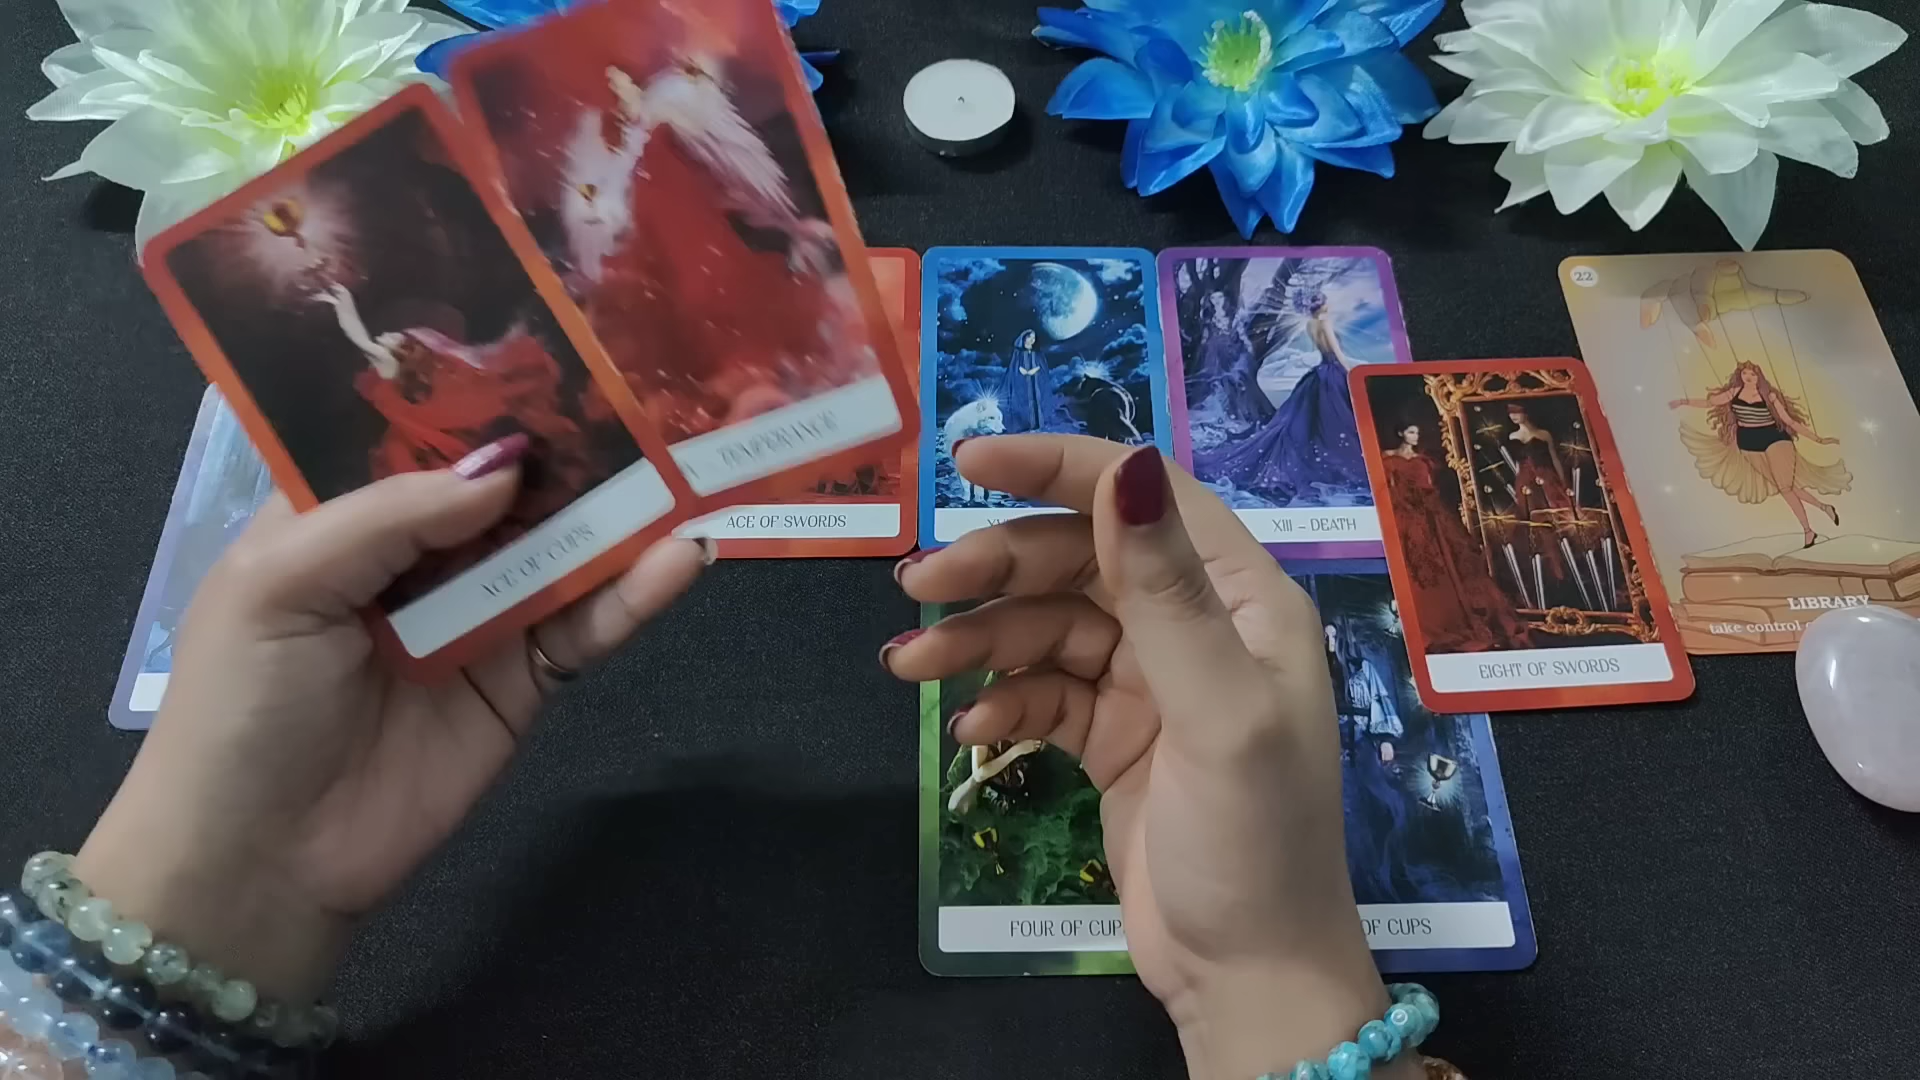 22
ACE OF CUPS
TEMPERANCE
ACE OF SWORDS
XIII – DEATH
EIGHT OF SWORDS
LIBRARY
take control
FOUR OF CUP
OF CUPS